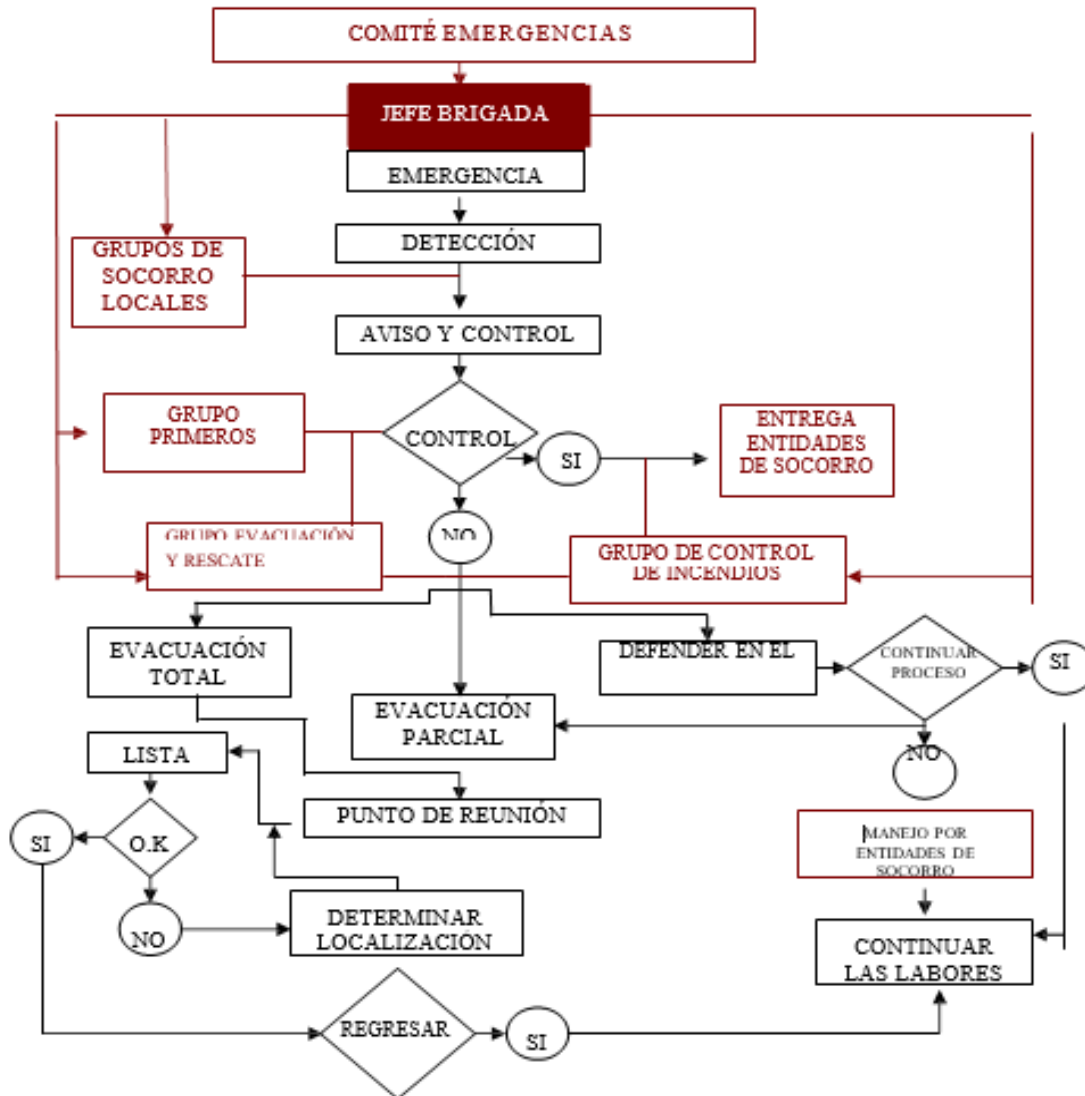 COMITÉ EMERGENCIAS
JEFE BRIGADA
EMERGENCIA
DETECCIÓN
GRUPOS DE
SOCORRO
LOCALES
AVISO Y CONTROL
GRUPO
PRIMEROS
CONTROL
SI
ENTREGA
ENTIDADES
DE SOCORRO
NO
GRUPO EVACUACIÓN
Y RESCATE
GRUPO DE CONTROL
DE INCENDIOS
EVACUACIÓN
TOTAL
DEFENDER EN EL
CONTINUAR
PROCESO
SI
EVACUACIÓN
PARCIAL
NO
LISTA
PUNTO DE REUNIÓN
SI
O.K
MANEJO POR
ENTIDADES DE
SOCORRO
NO
DETERMINAR
LOCALIZACIÓN
CONTINUAR
LAS LABORES
REGRESAR
SI